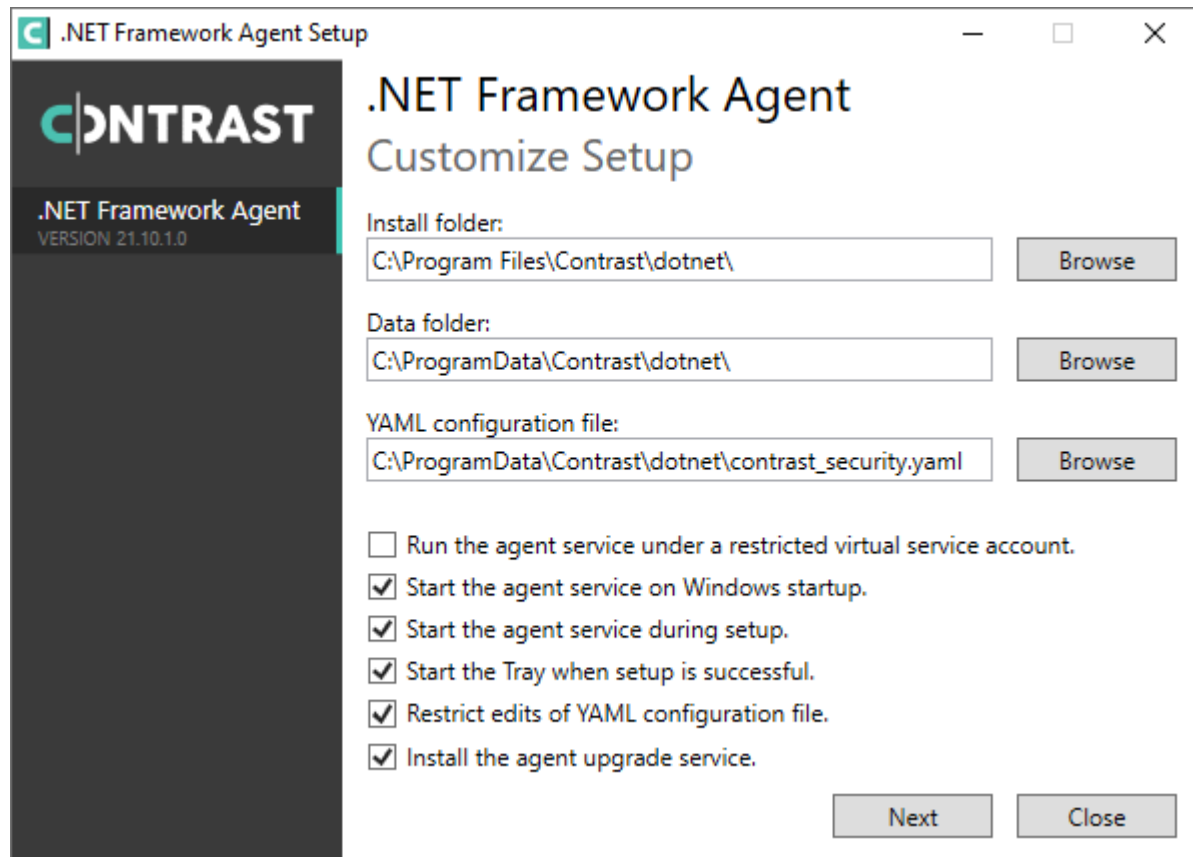 .NET Framework Agent Setup
CONTRAST
.NET Framework Agent
VERSION 21.10.1.0
.NET Framework Agent
Customize Setup
Install folder:
C:\Program Files\Contrast\dotnet\
Browse
Data folder:
C:\ProgramData\Contrast\dotnet\
Browse
YAML configuration file:
C:\ProgramData\Contrast\dotnet\contrast_security.yaml
Browse
Run the agent service under a restricted virtual service account.
Start the agent service on Windows startup.
Start the agent service during setup.
Start the Tray when setup is successful.
Restrict edits of YAML configuration file.
Install the agent upgrade service.
Next
Close